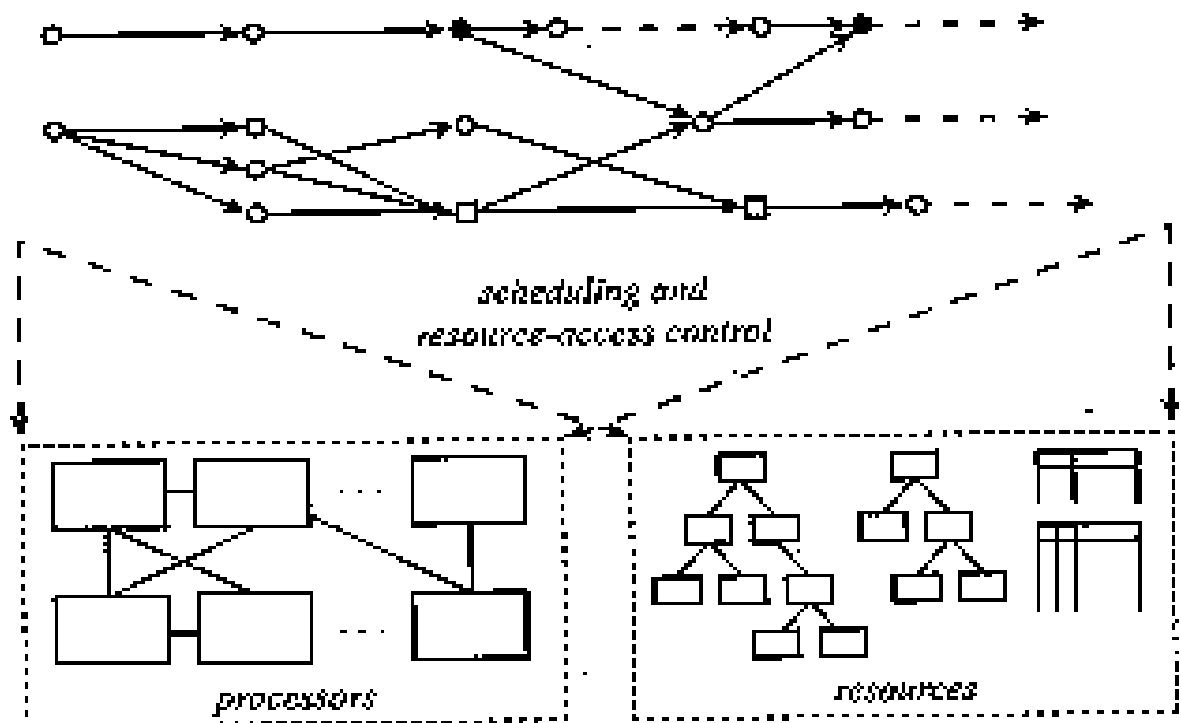 scheduling and
resource-access control
processors
resources